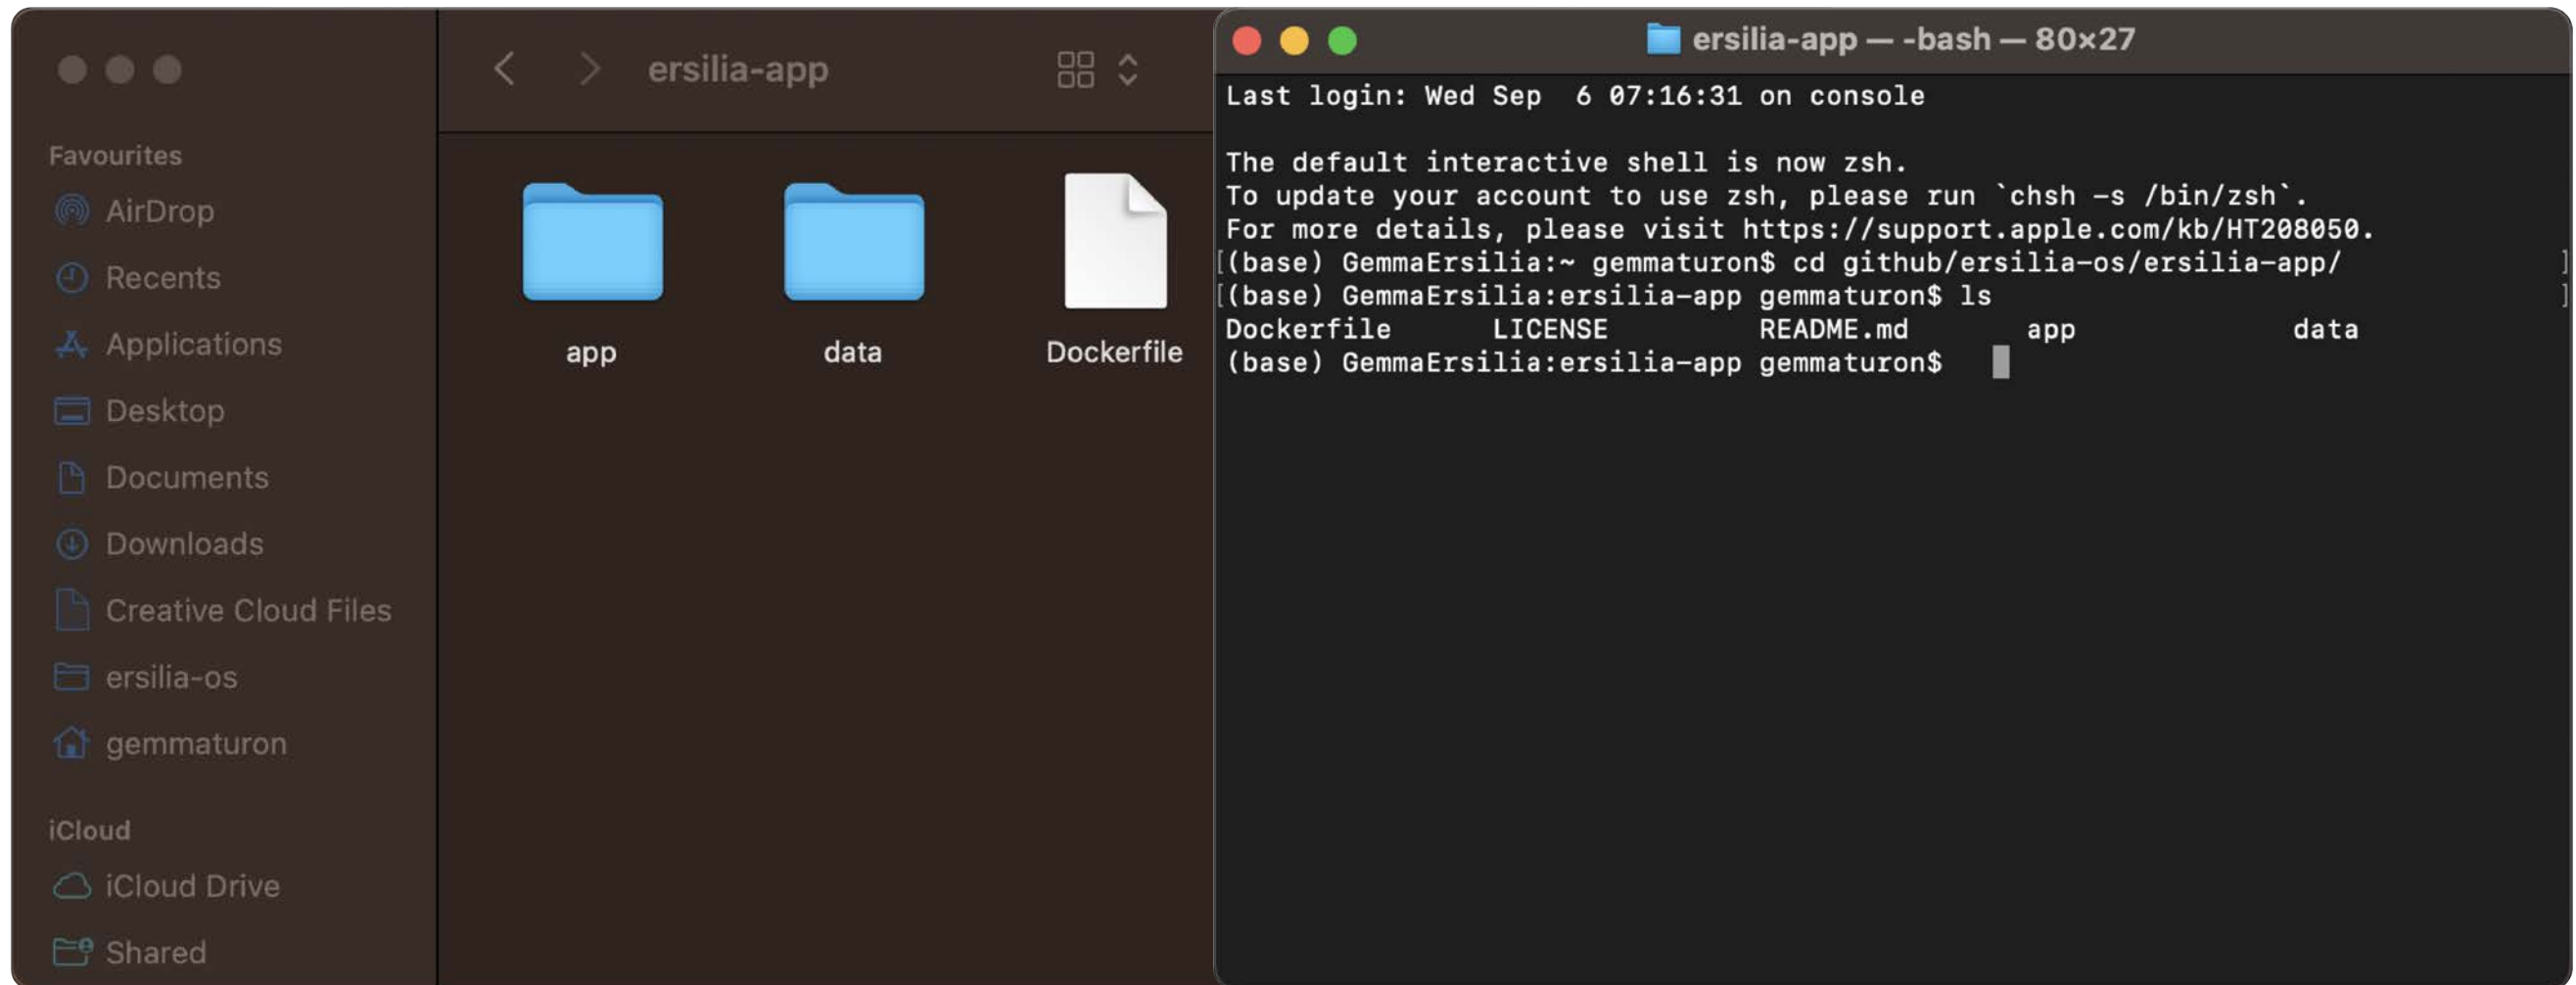 ersilia-app
Favourites
AirDrop
Recents
Applications
Desktop
Documents
Downloads
Creative Cloud Files
ersilia-os
gemmaturon
iCloud
iCloud Drive
Shared
app data Dockerfile
ersilia-app — -bash — 80×27
Last login: Wed Sep  6 07:16:31 on console
The default interactive shell is now zsh.
To update your account to use zsh, please run `chsh -s /bin/zsh`.
For more details, please visit https://support.apple.com/kb/HT208050.
[(base) GemmaErsilia:~ gemmaturon$ cd github/ersilia-os/ersilia-app/ ]
[(base) GemmaErsilia:ersilia-app gemmaturon$ ls ]
Dockerfile LICENSE README.md app data
(base) GemmaErsilia:ersilia-app gemmaturon$